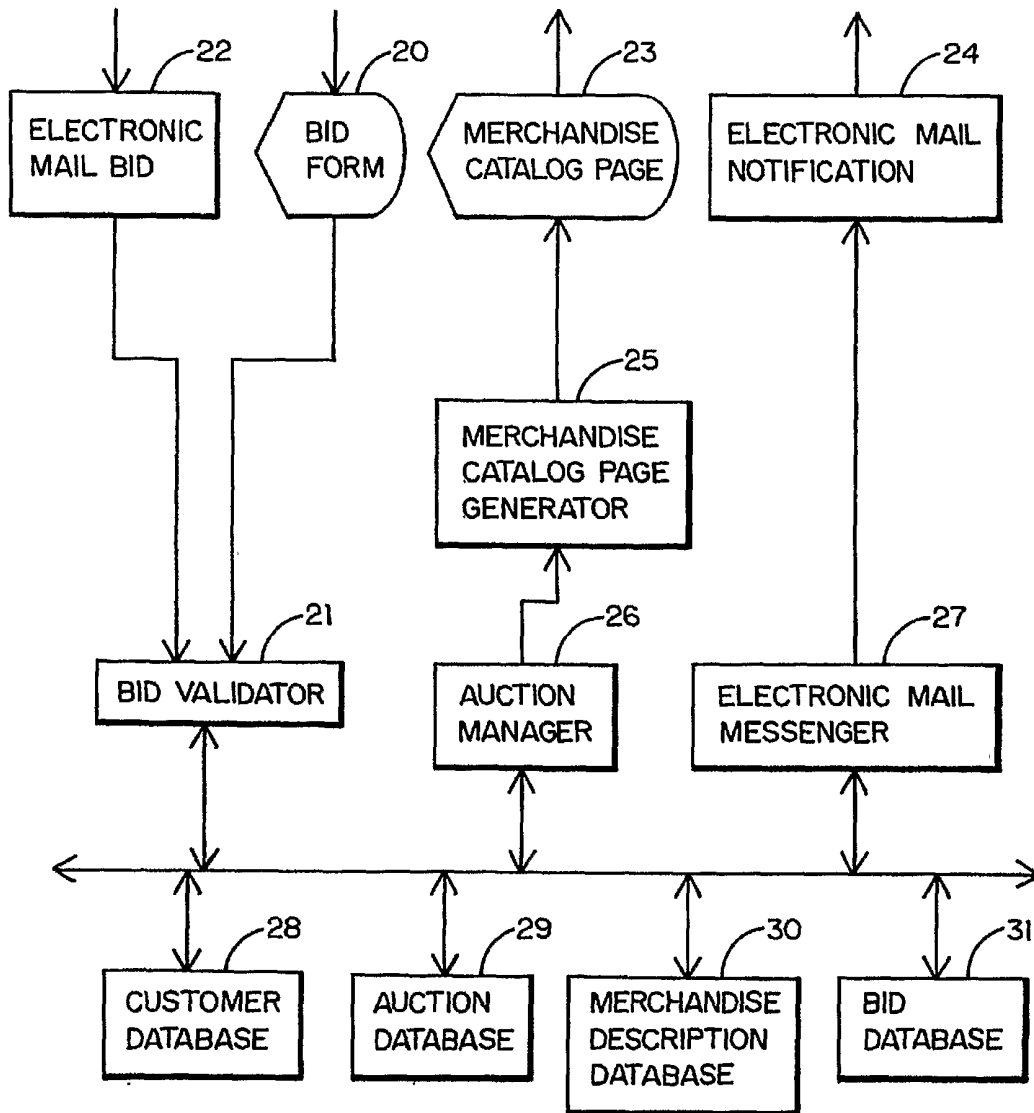 22
20
23
24
ELECTRONIC
MAIL BID
BID
FORM
MERCHANDISE
CATALOG PAGE
ELECTRONIC MAIL
NOTIFICATION
25
MERCHANDISE
CATALOG PAGE
GENERATOR
21
26
27
BID VALIDATOR
AUCTION
MANAGER
ELECTRONIC MAIL
MESSENGER
28
29
30
31
CUSTOMER
DATABASE
AUCTION
DATABASE
MERCHANDISE
DESCRIPTION
DATABASE
BID
DATABASE